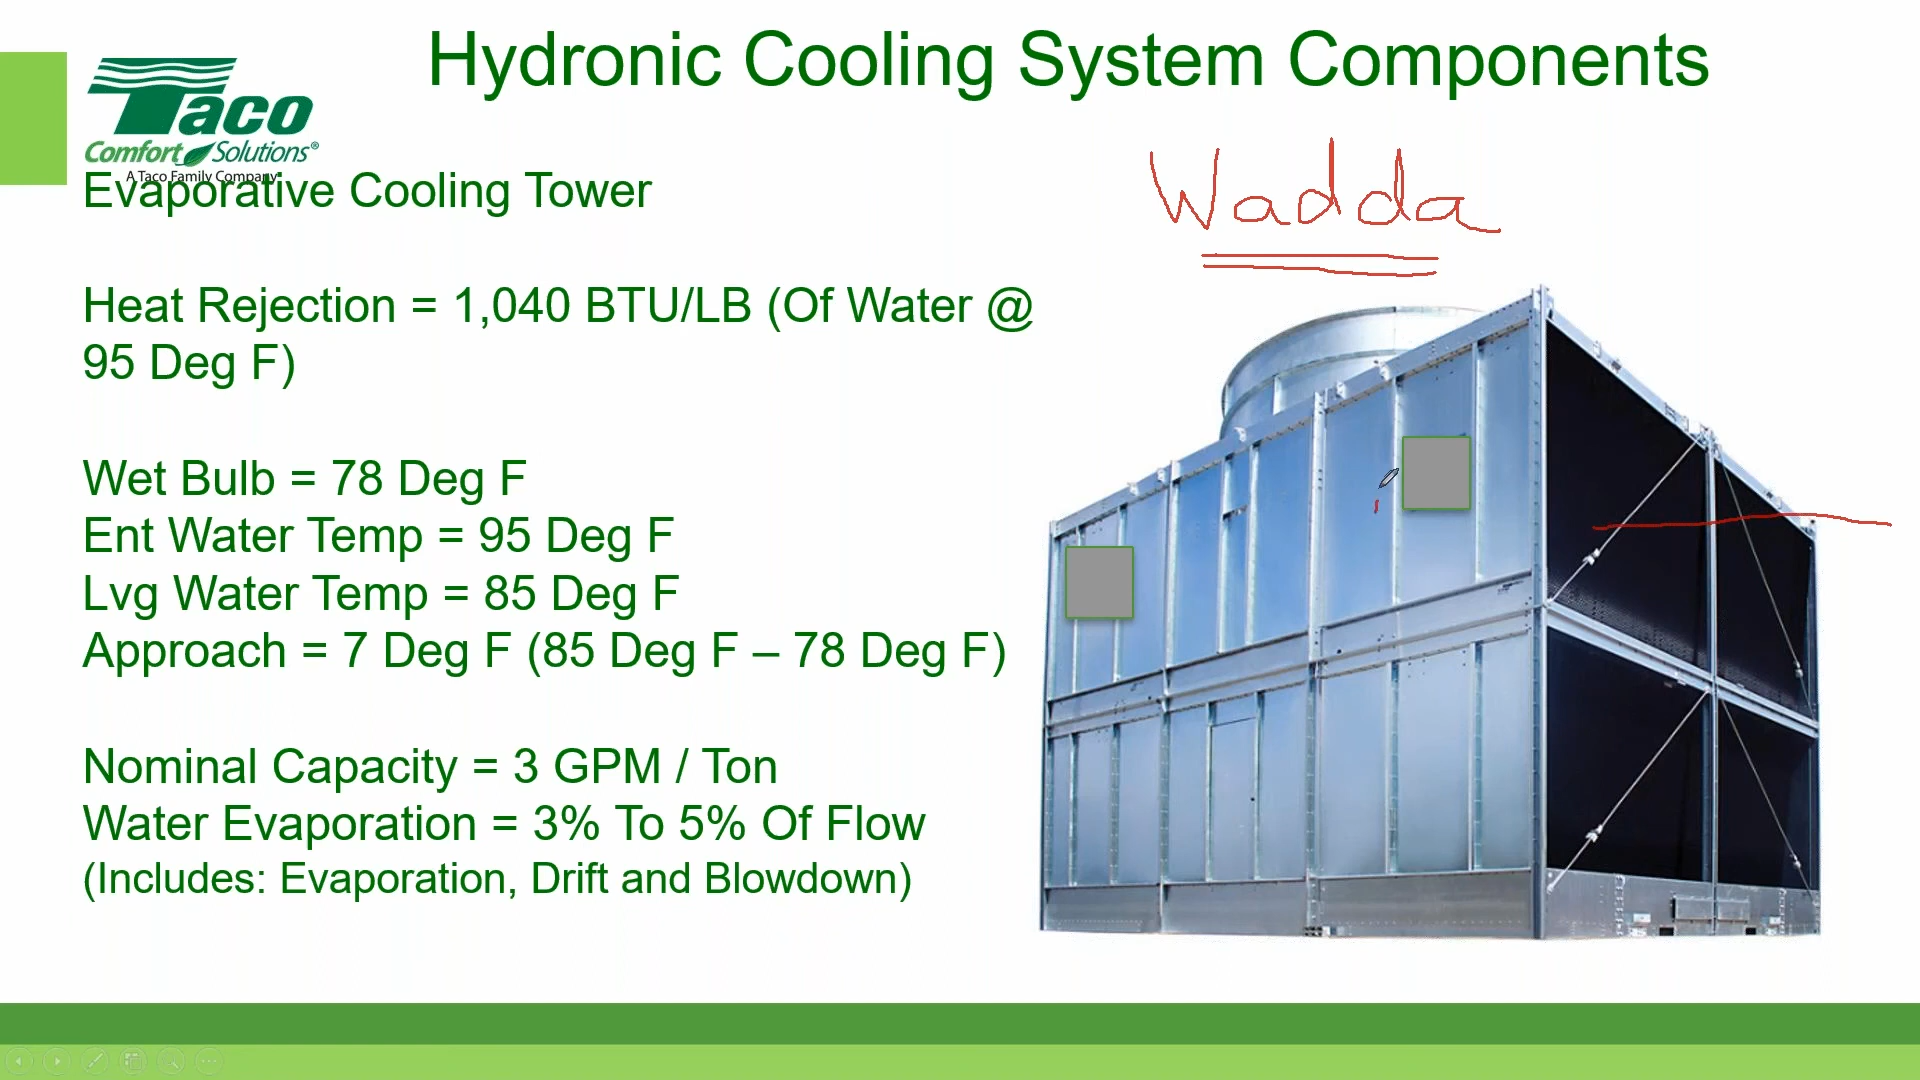 Hydronic Cooling System Components
Taco
Comfort Solutions®
A Taco Family Company
Evaporative Cooling Tower
Wadda
Heat Rejection = 1,040 BTU/LB (Of Water @
95 Deg F)
Wet Bulb = 78 Deg F
Ent Water Temp = 95 Deg F
Lvg Water Temp = 85 Deg F
Approach = 7 Deg F (85 Deg F – 78 Deg F)
Nominal Capacity = 3 GPM / Ton
Water Evaporation = 3% To 5% Of Flow
(Includes: Evaporation, Drift and Blowdown)